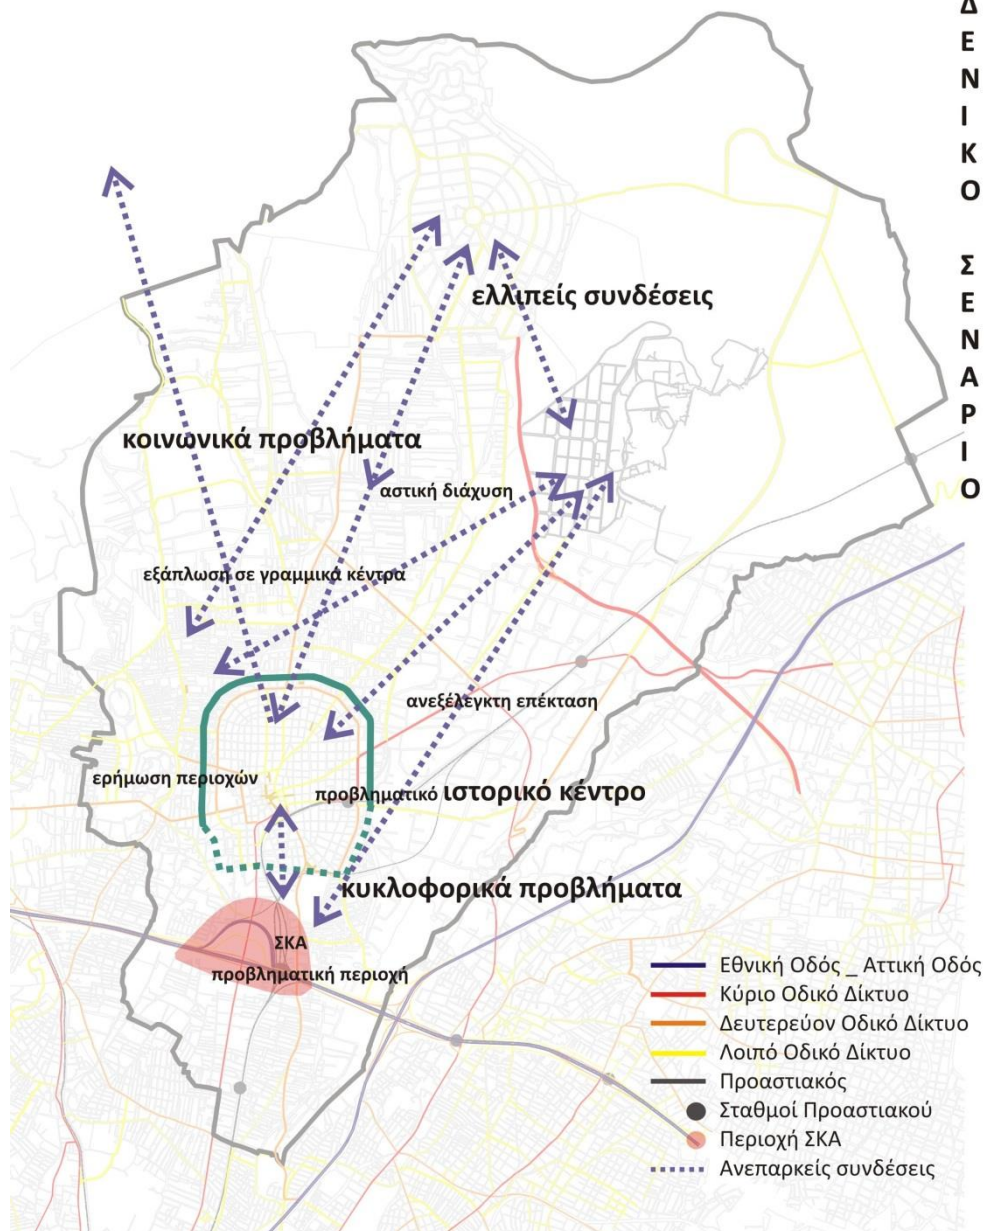 ΔΕΝΙΚΟ ΣΕΝΑΡΙΟ
ελλιπείς συνδέσεις
κοινωνικά προβλήματα
αστική διάχυση
εξάπλωση σε γραμμικά κέντρα
ανεξέλεγκτη επέκταση
ερήμωση περιοχών
προβληματικό ιστορικό κέντρο
κυκλοφορικά προβλήματα
ΣΚΑ
προβληματική περιοχή
Εθνική Οδός _ Αττική Οδός
Κύριο Οδικό Δίκτυο
Δευτερεύον Οδικό Δίκτυο
Λοιπό Οδικό Δίκτυο
Προαστιακός
Σταθμοί Προαστιακού
Περιοχή ΣΚΑ
Ανεπαρκείς συνδέσεις